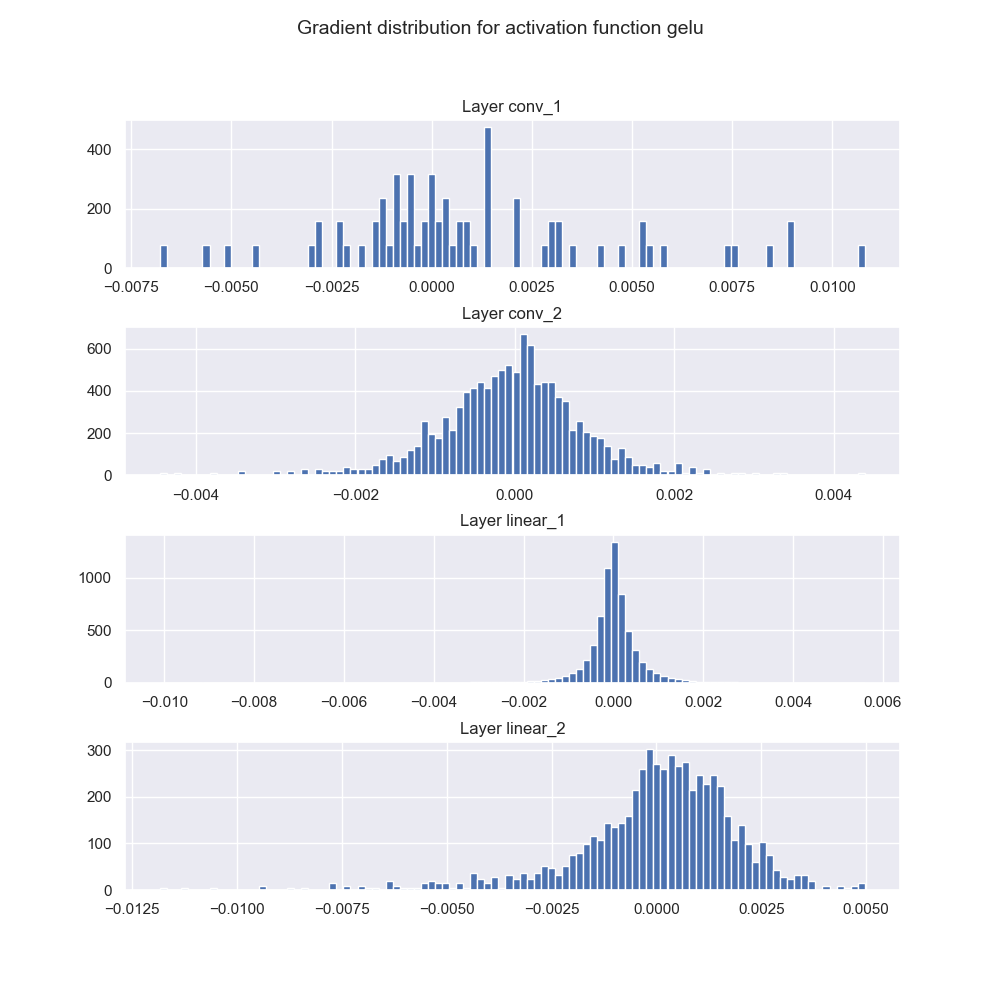 Gradient distribution for activation function gelu
Layer conv_1
400
200
0
−0.0075 −0.0050 −0.0025 0.0000 0.0025 0.0050 0.0075 0.0100
Layer conv_2
600
400
200
0
−0.004 −0.002 0.000 0.002 0.004
Layer linear_1
1000
500
0
−0.010 −0.008 −0.006 −0.004 −0.002 0.000 0.002 0.004 0.006
Layer linear_2
300
200
100
0
−0.0125 −0.0100 −0.0075 −0.0050 −0.0025 0.0000 0.0025 0.0050